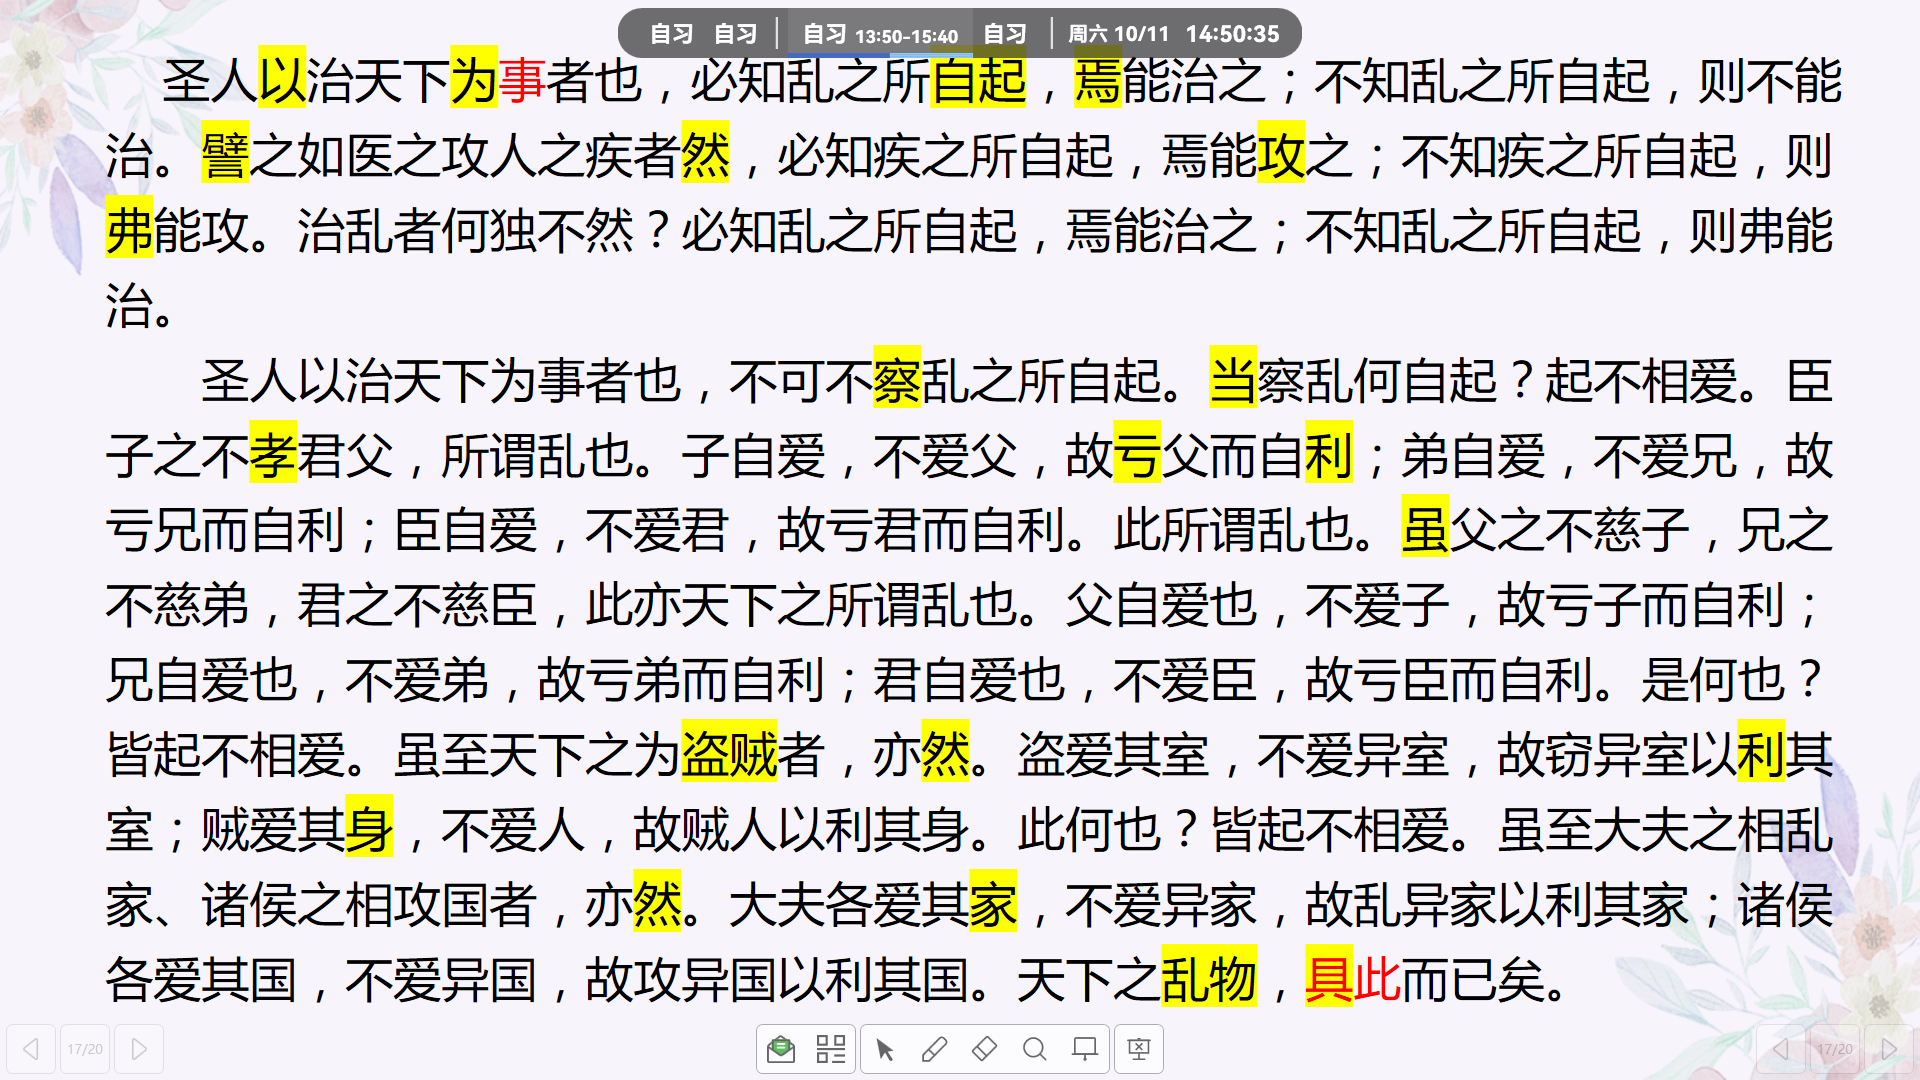 自习 自习 自习 13:50-15:40 自习 周六 10/11 14:50:35
圣人以治天下为事者也，必知乱之所自起，焉能治之；不知乱之所自起，则不能
治。譬之如医之攻人之疾者然，必知疾之所自起，焉能攻之；不知疾之所自起，则
弗能攻。治乱者何独不然？必知乱之所自起，焉能治之；不知乱之所自起，则弗能
治。
圣人以治天下为事者也，不可不察乱之所自起。当察乱何自起？起不相爱。臣
子之不孝君父，所谓乱也。子自爱，不爱父，故亏父而自利；弟自爱，不爱兄，故
亏兄而自利；臣自爱，不爱君，故亏君而自利。此所谓乱也。虽父之不慈子，兄之
不慈弟，君之不慈臣，此亦天下之所谓乱也。父自爱也，不爱子，故亏子而自利；
兄自爱也，不爱弟，故亏弟而自利；君自爱也，不爱臣，故亏臣而自利。是何也？
皆起不相爱。虽至天下之为盗贼者，亦然。盗爱其室，不爱异室，故窃异室以利其
室；贼爱其身，不爱人，故贼人以利其身。此何也？皆起不相爱。虽至大夫之相乱
家、诸侯之相攻国者，亦然。大夫各爱其家，不爱异家，故乱异家以利其家；诸侯
各爱其国，不爱异国，故攻异国以利其国。天下之乱物，具此而已矣。
17/20 17/20